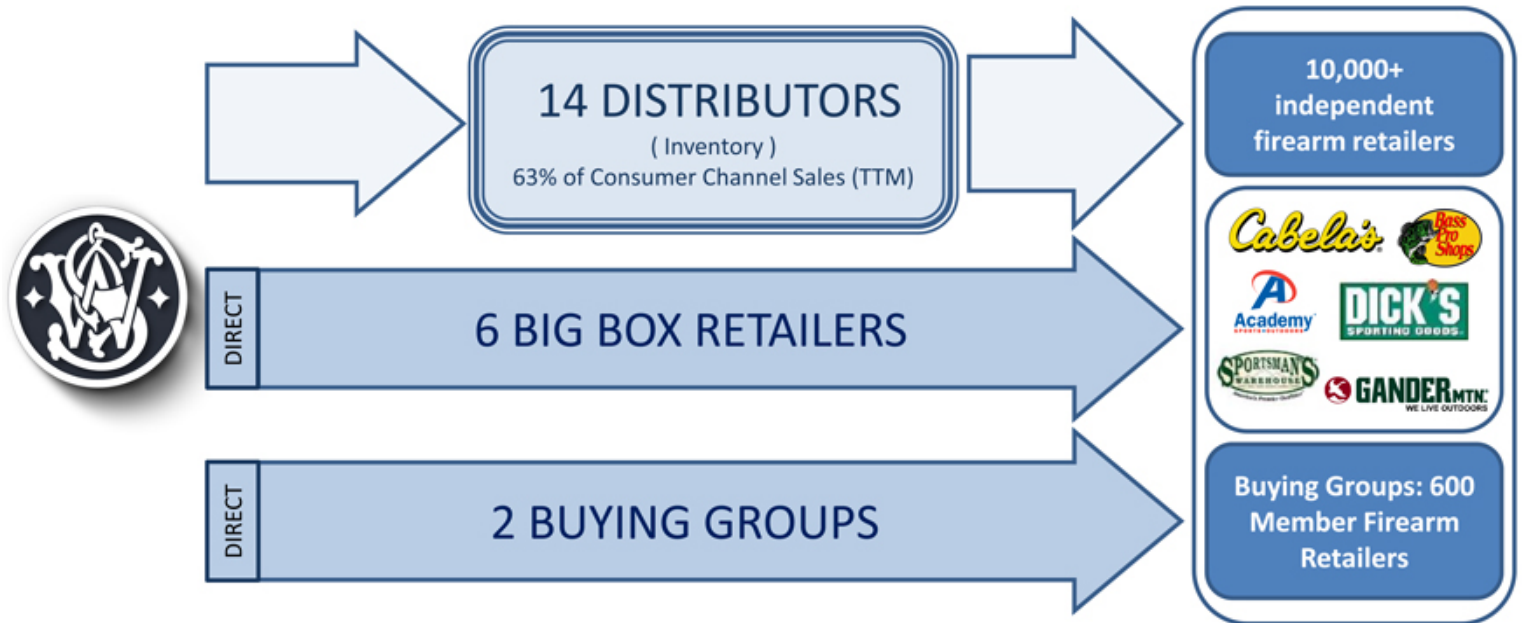 14 DISTRIBUTORS
( Inventory )
63% of Consumer Channel Sales (TTM)
10,000+
independent
firearm retailers
DIRECT
6 BIG BOX RETAILERS
Cabela's
Bass
Pro
Shops
Academy
SPORTS+OUTDOORS
DICK'S
SPORTING GOODS
SPORTSMAN'S
WAREHOUSE
GANDER MTN.
WE LIVE OUTDOORS
DIRECT
2 BUYING GROUPS
Buying Groups: 600
Member Firearm
Retailers